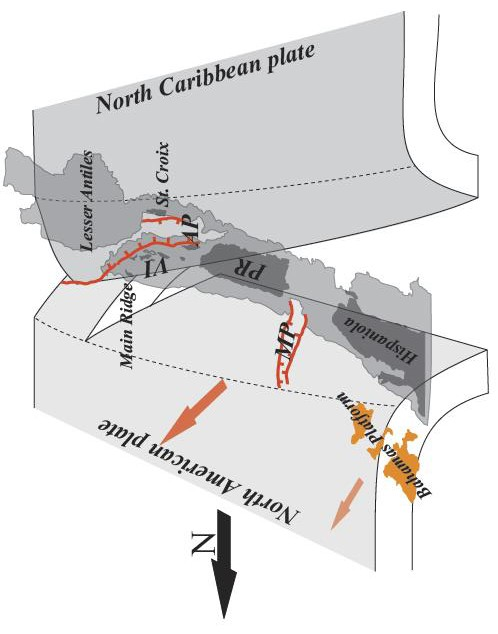 North Caribbean plate
Lesser Antiles
St. Croix
AP
VI
PR
Main Ridge
MP
Hispaniola
Bahamas Platform
North American plate
N